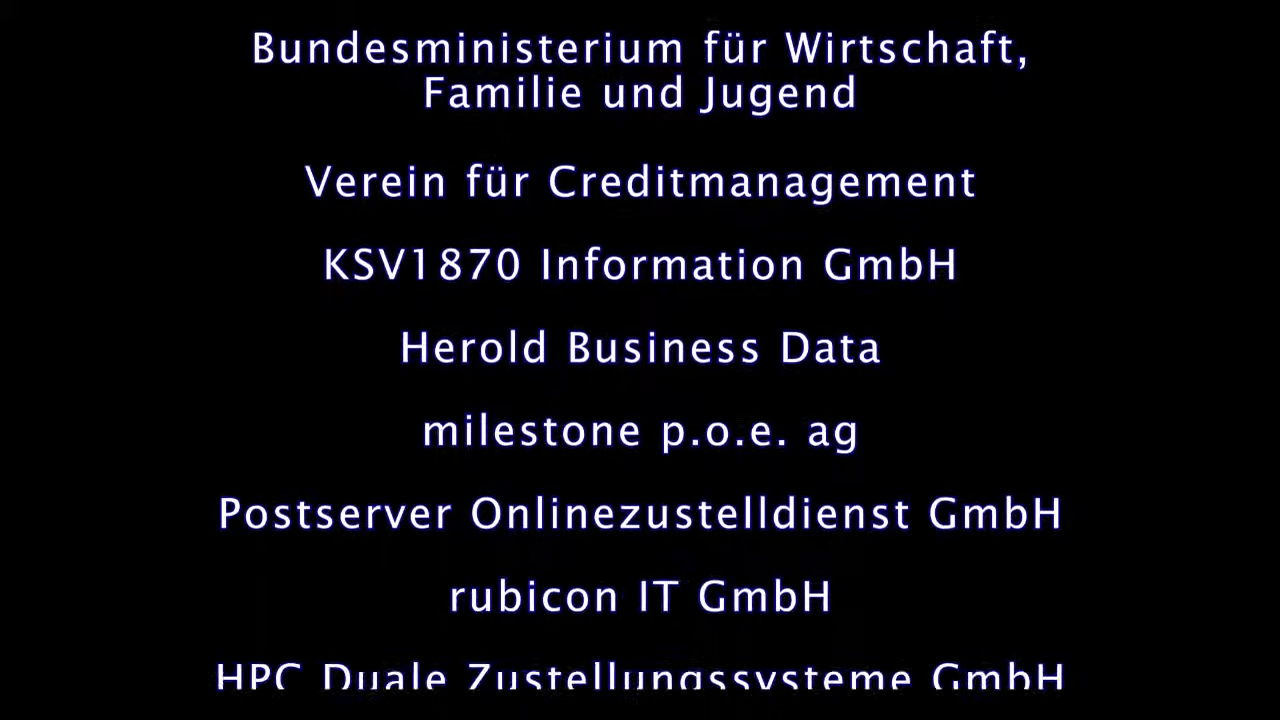 Bundesministerium für Wirtschaft,
Familie und Jugend
Verein für Creditmanagement
KSV1870 Information GmbH
Herold Business Data
milestone p.o.e. ag
Postserver Onlinezustelldienst GmbH
rubicon IT GmbH
HPC Duale Zustellungssysteme GmbH